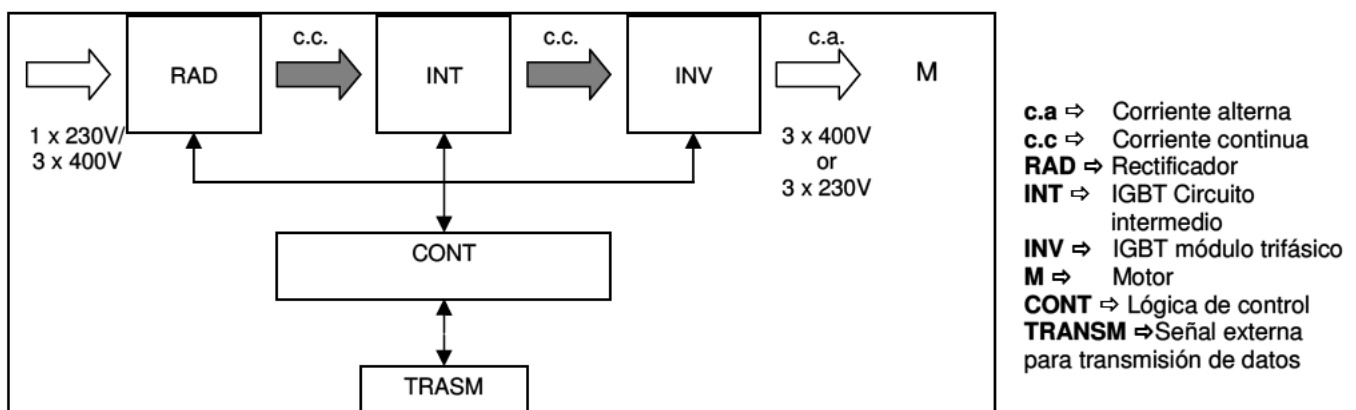 c.c.
c.c.
c.a.
RAD
INT
INV
M
1 x 230V/
3 x 400V
3 x 400V
or
3 x 230V
CONT
TRASM
c.a ⇨ Corriente alterna
c.c ⇨ Corriente continua
RAD ⇨ Rectificador
INT ⇨ IGBT Circuito
intermedio
INV ⇨ IGBT módulo trifásico
M ⇨ Motor
CONT ⇨ Lógica de control
TRANSM ⇨Señal externa
para transmisión de datos